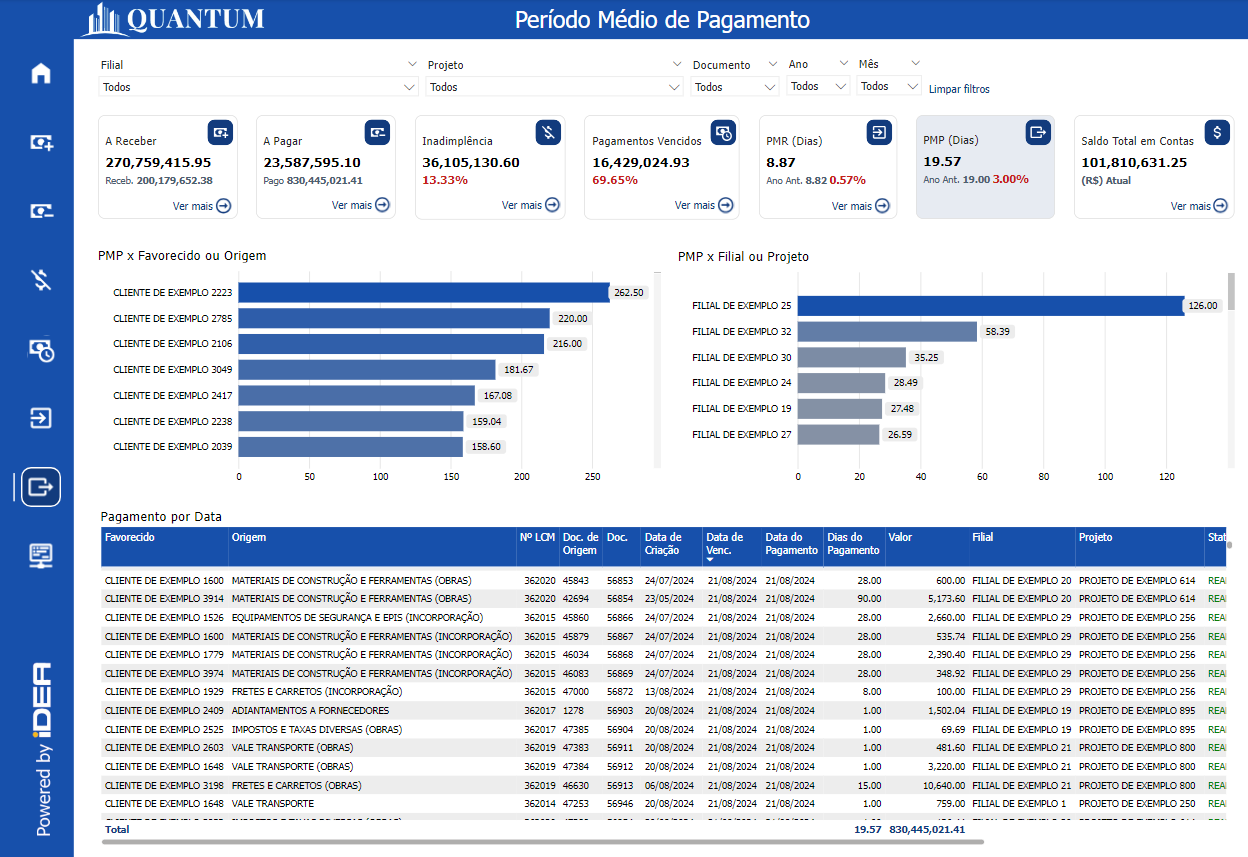 QUANTUM
Período Médio de Pagamento
Filial Projeto Documento Ano Mês
Todos Todos Todos Todos Todos Limpar filtros
A Receber
270,759,415.95
Receb. 200,179,652.38
Ver mais
A Pagar
23,587,595.10
Pago 830,445,021.41
Ver mais
Inadimplência
36,105,130.60
13.33%
Ver mais
Pagamentos Vencidos
16,429,024.93
69.65%
Ver mais
PMR (Dias)
8.87
Ano Ant. 8.82 0.57%
Ver mais
PMP (Dias)
19.57
Ano Ant. 19.00 3.00%
Saldo Total em Contas
$
101,810,631.25
(R$) Atual
Ver mais
PMP x Favorecido ou Origem
CLIENTE DE EXEMPLO 2223 262.50
CLIENTE DE EXEMPLO 2785 220.00
CLIENTE DE EXEMPLO 2106 216.00
CLIENTE DE EXEMPLO 3049 181.67
CLIENTE DE EXEMPLO 2417 167.08
CLIENTE DE EXEMPLO 2238 159.04
CLIENTE DE EXEMPLO 2039 158.60
0 50 100 150 200 250
PMP x Filial ou Projeto
FILIAL DE EXEMPLO 25 126.00
FILIAL DE EXEMPLO 32 58.39
FILIAL DE EXEMPLO 30 35.25
FILIAL DE EXEMPLO 24 28.49
FILIAL DE EXEMPLO 19 27.48
FILIAL DE EXEMPLO 27 26.59
0 20 40 60 80 100 120
Pagamento por Data
Favorecido Origem Nº LCM Doc. de Origem Doc. Data de Criação Data de Venc. Data do Pagamento Dias do Pagamento Valor Filial Projeto Stat
CLIENTE DE EXEMPLO 1600 MATERIAIS DE CONSTRUÇÃO E FERRAMENTAS (OBRAS) 362020 45843 56853 24/07/2024 21/08/2024 21/08/2024 28.00 600.00 FILIAL DE EXEMPLO 20 PROJETO DE EXEMPLO 614 REA
CLIENTE DE EXEMPLO 3914 MATERIAIS DE CONSTRUÇÃO E FERRAMENTAS (OBRAS) 362020 42694 56854 23/05/2024 21/08/2024 21/08/2024 90.00 5,173.60 FILIAL DE EXEMPLO 20 PROJETO DE EXEMPLO 614 REA
CLIENTE DE EXEMPLO 1526 EQUIPAMENTOS DE SEGURANÇA E EPIS (INCORPORAÇÃO) 362015 45860 56866 24/07/2024 21/08/2024 21/08/2024 28.00 2,660.00 FILIAL DE EXEMPLO 29 PROJETO DE EXEMPLO 256 REA
CLIENTE DE EXEMPLO 1600 MATERIAIS DE CONSTRUÇÃO E FERRAMENTAS (INCORPORAÇÃO) 362015 45879 56867 24/07/2024 21/08/2024 21/08/2024 28.00 535.74 FILIAL DE EXEMPLO 29 PROJETO DE EXEMPLO 256 REA
CLIENTE DE EXEMPLO 1779 MATERIAIS DE CONSTRUÇÃO E FERRAMENTAS (INCORPORAÇÃO) 362015 46034 56868 24/07/2024 21/08/2024 21/08/2024 28.00 2,390.40 FILIAL DE EXEMPLO 29 PROJETO DE EXEMPLO 256 REA
CLIENTE DE EXEMPLO 3974 MATERIAIS DE CONSTRUÇÃO E FERRAMENTAS (INCORPORAÇÃO) 362015 46083 56869 24/07/2024 21/08/2024 21/08/2024 28.00 348.92 FILIAL DE EXEMPLO 29 PROJETO DE EXEMPLO 256 REA
CLIENTE DE EXEMPLO 1929 FRETES E CARRETOS (INCORPORAÇÃO) 362015 47000 56872 13/08/2024 21/08/2024 21/08/2024 8.00 100.00 FILIAL DE EXEMPLO 29 PROJETO DE EXEMPLO 256 REA
CLIENTE DE EXEMPLO 2409 ADIANTAMENTOS A FORNECEDORES 362017 1278 56903 20/08/2024 21/08/2024 21/08/2024 1.00 1,502.04 FILIAL DE EXEMPLO 19 PROJETO DE EXEMPLO 895 REA
CLIENTE DE EXEMPLO 2525 IMPOSTOS E TAXAS DIVERSAS (OBRAS) 362017 47385 56904 20/08/2024 21/08/2024 21/08/2024 1.00 69.69 FILIAL DE EXEMPLO 19 PROJETO DE EXEMPLO 895 REA
CLIENTE DE EXEMPLO 2603 VALE TRANSPORTE (OBRAS) 362019 47383 56911 20/08/2024 21/08/2024 21/08/2024 1.00 481.60 FILIAL DE EXEMPLO 21 PROJETO DE EXEMPLO 800 REA
CLIENTE DE EXEMPLO 1648 VALE TRANSPORTE (OBRAS) 362019 47384 56912 20/08/2024 21/08/2024 21/08/2024 1.00 3,220.00 FILIAL DE EXEMPLO 21 PROJETO DE EXEMPLO 800 REA
CLIENTE DE EXEMPLO 3198 FRETES E CARRETOS (OBRAS) 362019 46630 56913 06/08/2024 21/08/2024 21/08/2024 15.00 10,640.00 FILIAL DE EXEMPLO 21 PROJETO DE EXEMPLO 800 REA
CLIENTE DE EXEMPLO 1648 VALE TRANSPORTE 362014 47253 56946 20/08/2024 21/08/2024 21/08/2024 1.00 759.00 FILIAL DE EXEMPLO 1 PROJETO DE EXEMPLO 250 REA
Total 19.57 830,445,021.41
Powered by iDEA